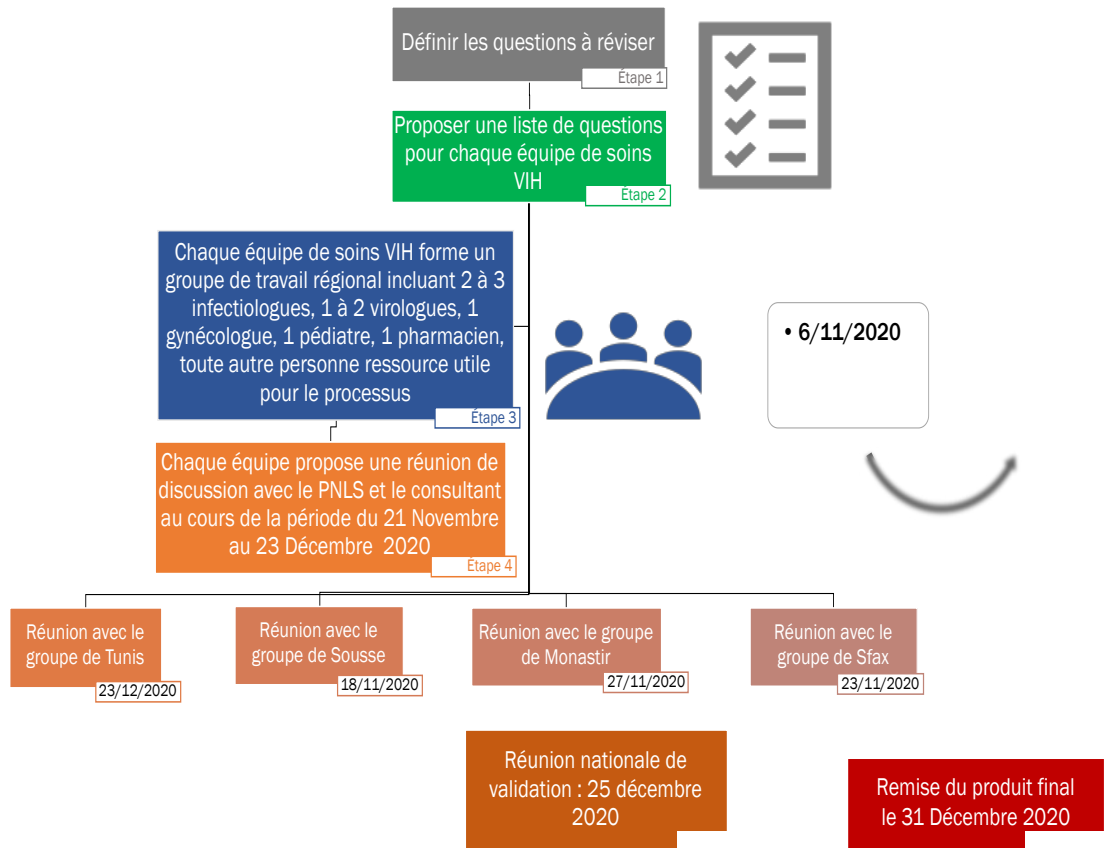 Définir les questions à réviser
Étape 1
Proposer une liste de questions
pour chaque équipe de soins
VIH
Étape 2
Chaque équipe de soins VIH forme un
groupe de travail régional incluant 2 à 3
infectiologues, 1 à 2 virologues, 1
gynécologue, 1 pédiatre, 1 pharmacien,
toute autre personne ressource utile
pour le processus
Étape 3
• 6/11/2020
Chaque équipe propose une réunion de
discussion avec le PNLS et le consultant
au cours de la période du 21 Novembre
au 23 Décembre 2020
Étape 4
Réunion avec le
groupe de Tunis
23/12/2020
Réunion avec le
groupe de Sousse
18/11/2020
Réunion avec le groupe
de Monastir
27/11/2020
Réunion avec le
groupe de Sfax
23/11/2020
Réunion nationale de
validation : 25 décembre
2020
Remise du produit final
le 31 Décembre 2020